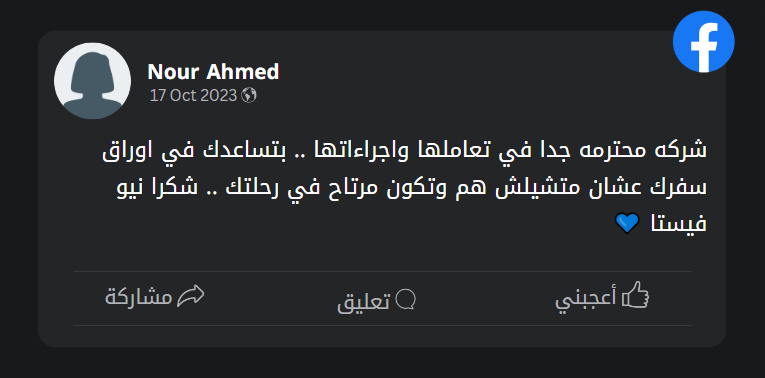 Nour Ahmed
17 Oct 2023
شركه محترمه جدا في تعاملها واجراءاتها .. بتساعدك في اوراق
سفرك عشان متشيلش هم وتكون مرتاح في رحلتك .. شكرا نيو
فيستا 💙
أعجبني
تعليق
مشاركة